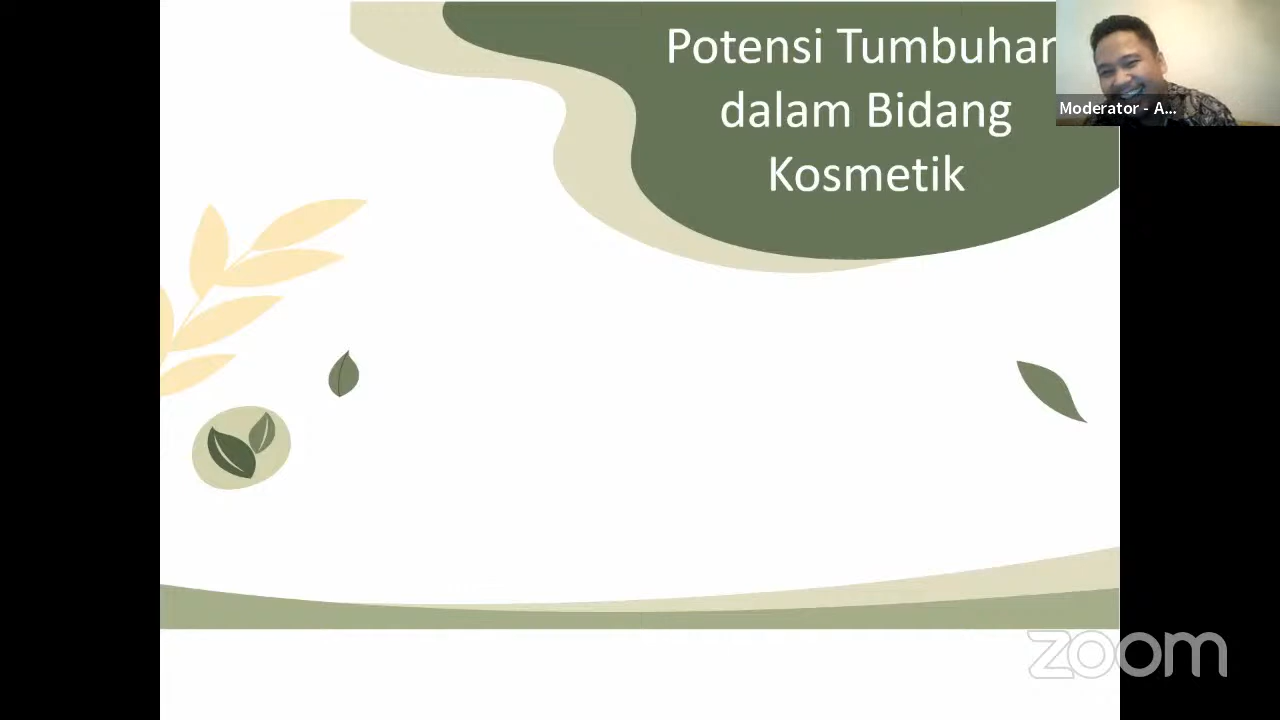 Potensi Tumbuhan
dalam Bidang
Kosmetik
Moderator - A...
zoom